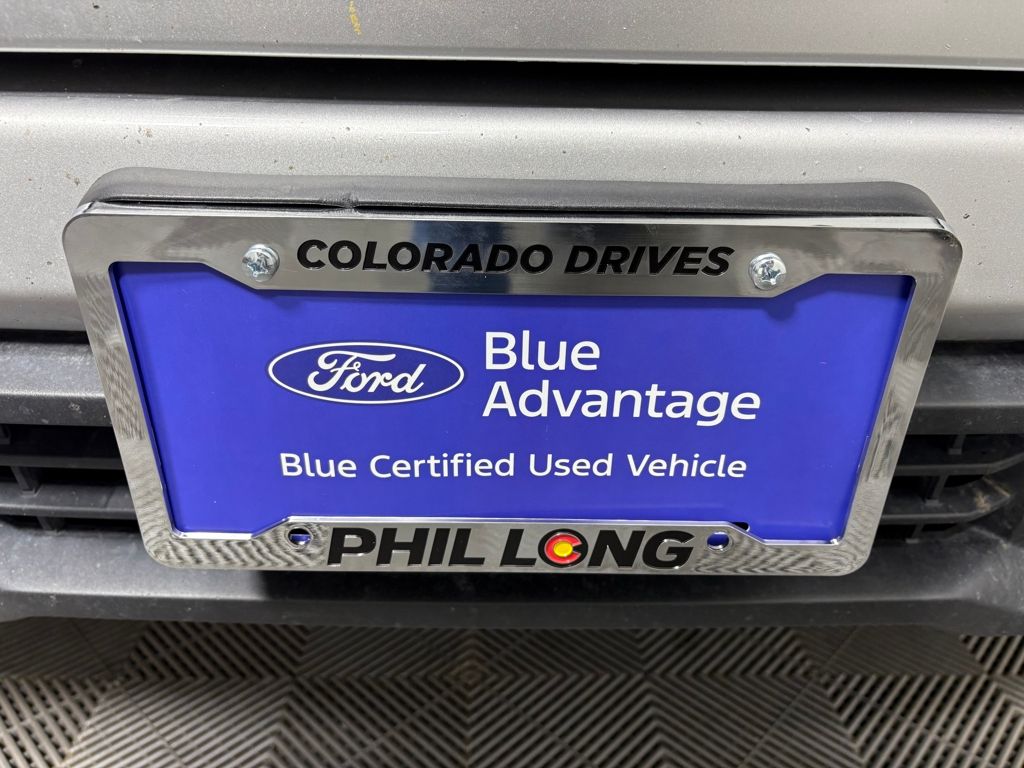 COLORADO DRIVES
Ford
Blue
Advantage
Blue Certified Used Vehicle
PHIL LONG